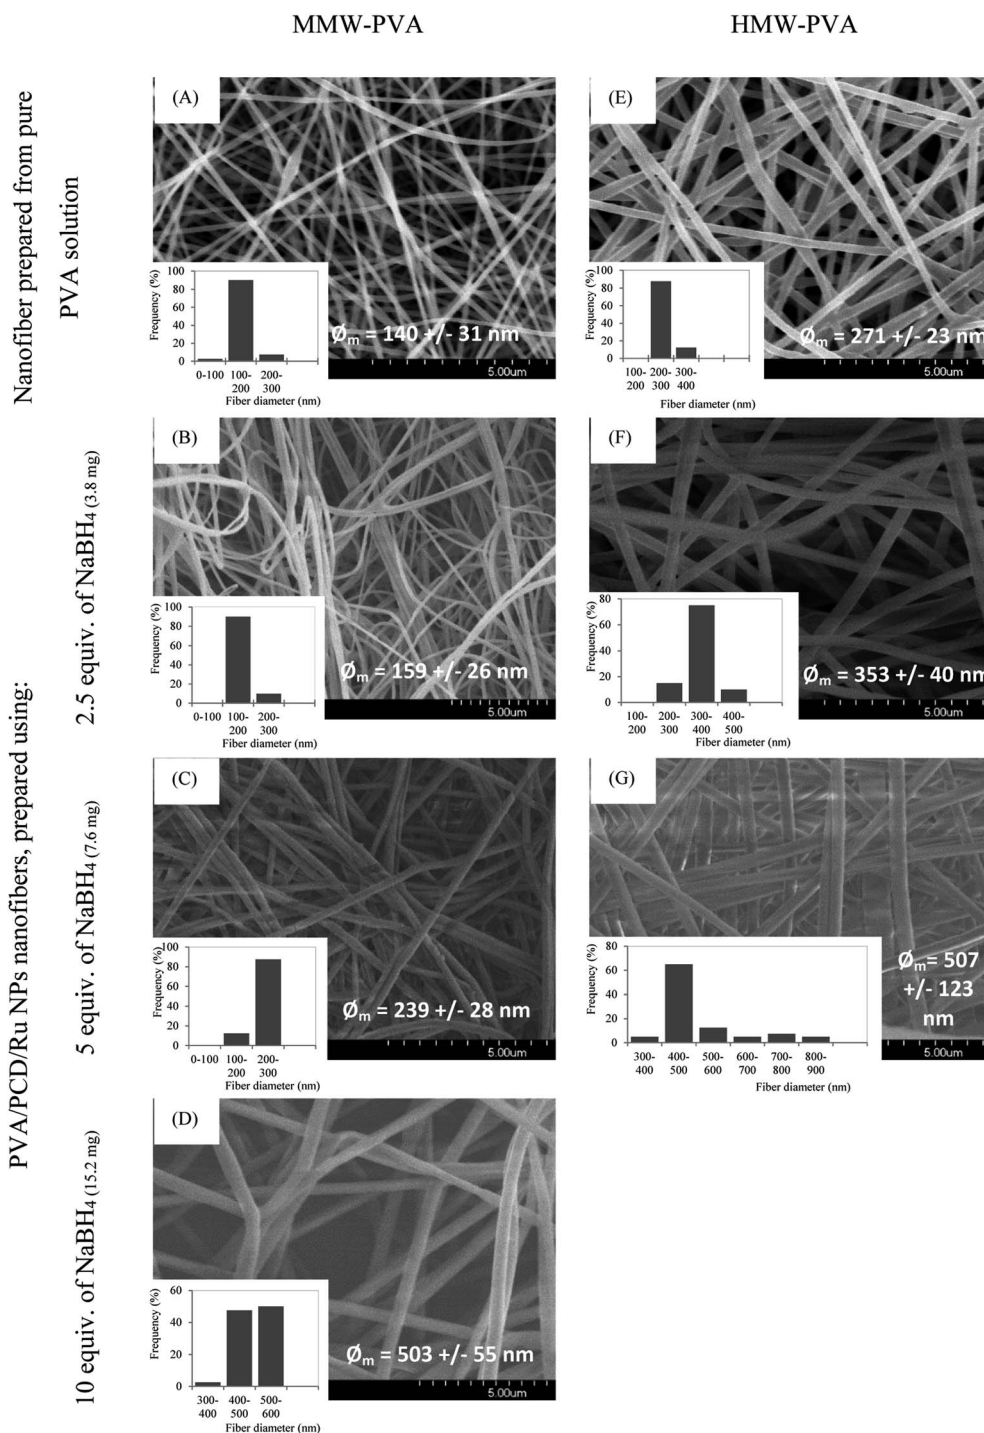 MMW-PVA
HMW-PVA
Nanofiber prepared from pure
PVA solution
(A)
Frequency (%)
100
80
60
40
20
0
0-100
100-
200
200-
300
Fiber diameter (nm)
Øm = 140 +/- 31 nm
5.00um
(E)
Frequency (%)
100
80
60
40
20
0
100-
200
200-
300
300-
400
Fiber diameter (nm)
Øm = 271 +/- 23 nm
5.00um
PVA/PCD/Ru NPs nanofibers, prepared using:
2.5 equiv. of NaBH4 (3.8 mg)
(B)
Frequency (%)
100
80
60
40
20
0
0-100
100-
200
200-
300
Fiber diameter (nm)
Øm = 159 +/- 26 nm
5.00um
(F)
Frequency (%)
80
60
40
20
0
100-
200
200-
300
300-
400
400-
500
Fiber diameter (nm)
Øm = 353 +/- 40 nm
5.00um
5 equiv. of NaBH4 (7.6 mg)
(C)
Frequency (%)
100
80
60
40
20
0
0-100
100-
200
200-
300
Fiber diameter (nm)
Øm = 239 +/- 28 nm
5.00um
(G)
Frequency (%)
80
60
40
20
0
300-
400
400-
500
500-
600
600-
700
700-
800
800-
900
Fiber diameter (nm)
Øm= 507
+/- 123
nm
5.00um
10 equiv. of NaBH4 (15.2 mg)
(D)
Frequency (%)
60
40
20
0
300-
400
400-
500
500-
600
Fiber diameter (nm)
Øm = 503 +/- 55 nm
5.00um